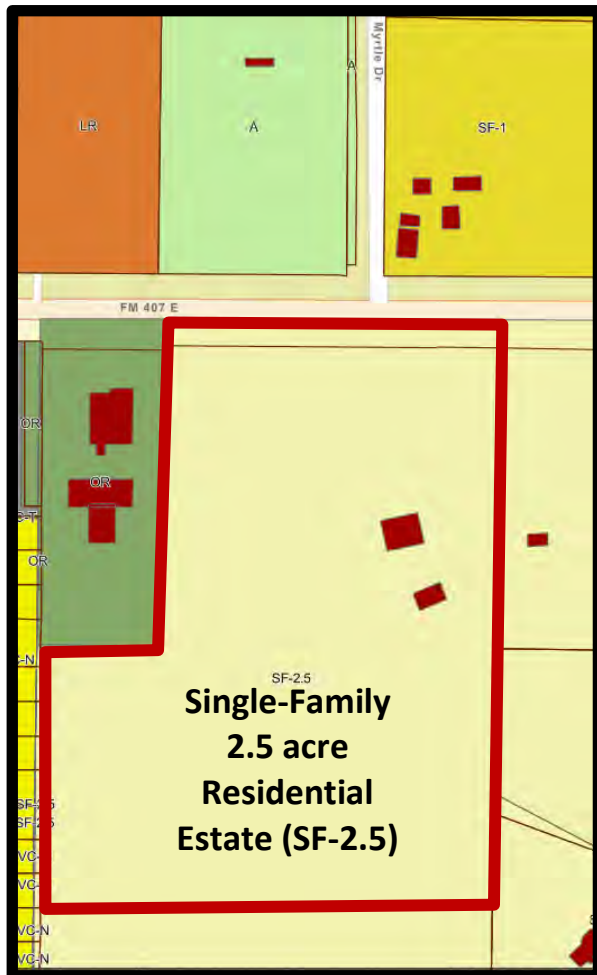 Myrtle Dr
A
LR
A
SF-1
FM 407 E
OR
OR
C-T
OR
C-N
SF-2.5
Single-Family
2.5 acre
Residential
Estate (SF-2.5)
VC-N
VC-N